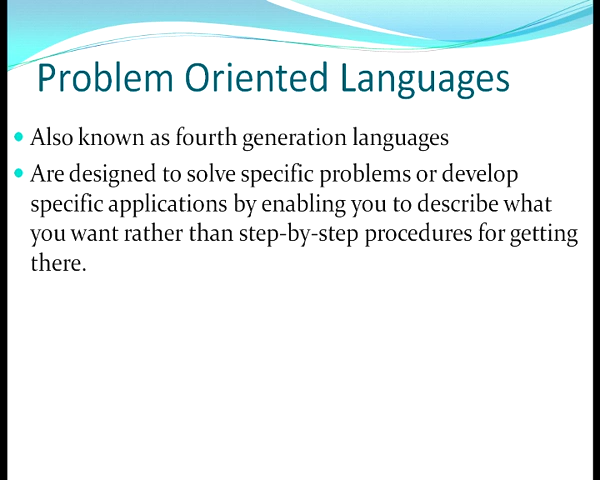 Problem Oriented Languages
Also known as fourth generation languages
Are designed to solve specific problems or develop
specific applications by enabling you to describe what
you want rather than step-by-step procedures for getting
there.